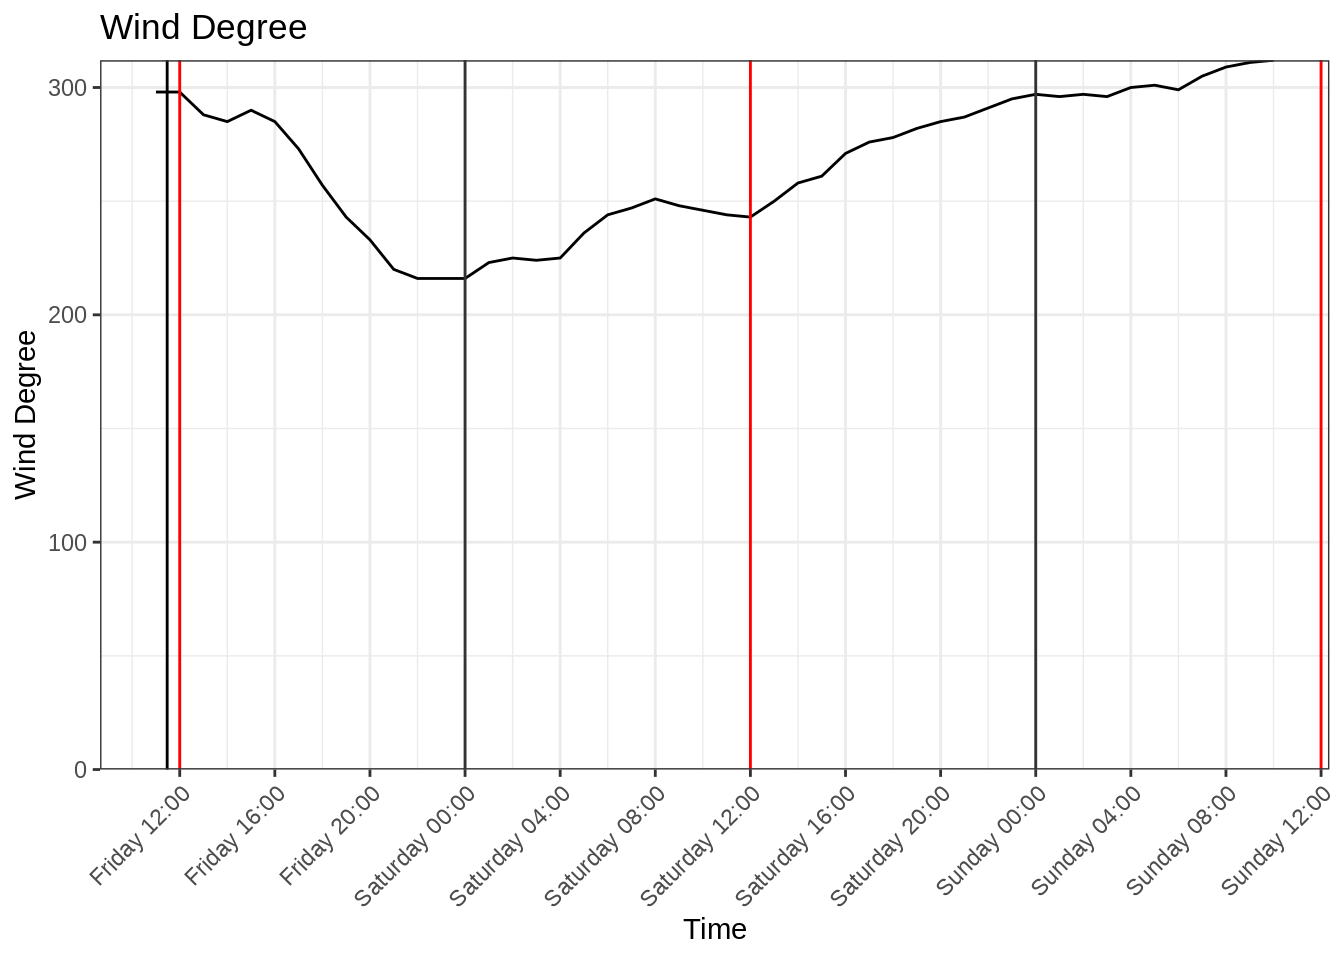 Wind Degree
Wind Degree
300
200
100
0
Friday 12:00
Friday 16:00
Friday 20:00
Saturday 00:00
Saturday 04:00
Saturday 08:00
Saturday 12:00
Saturday 16:00
Saturday 20:00
Sunday 00:00
Sunday 04:00
Sunday 08:00
Sunday 12:00
Time